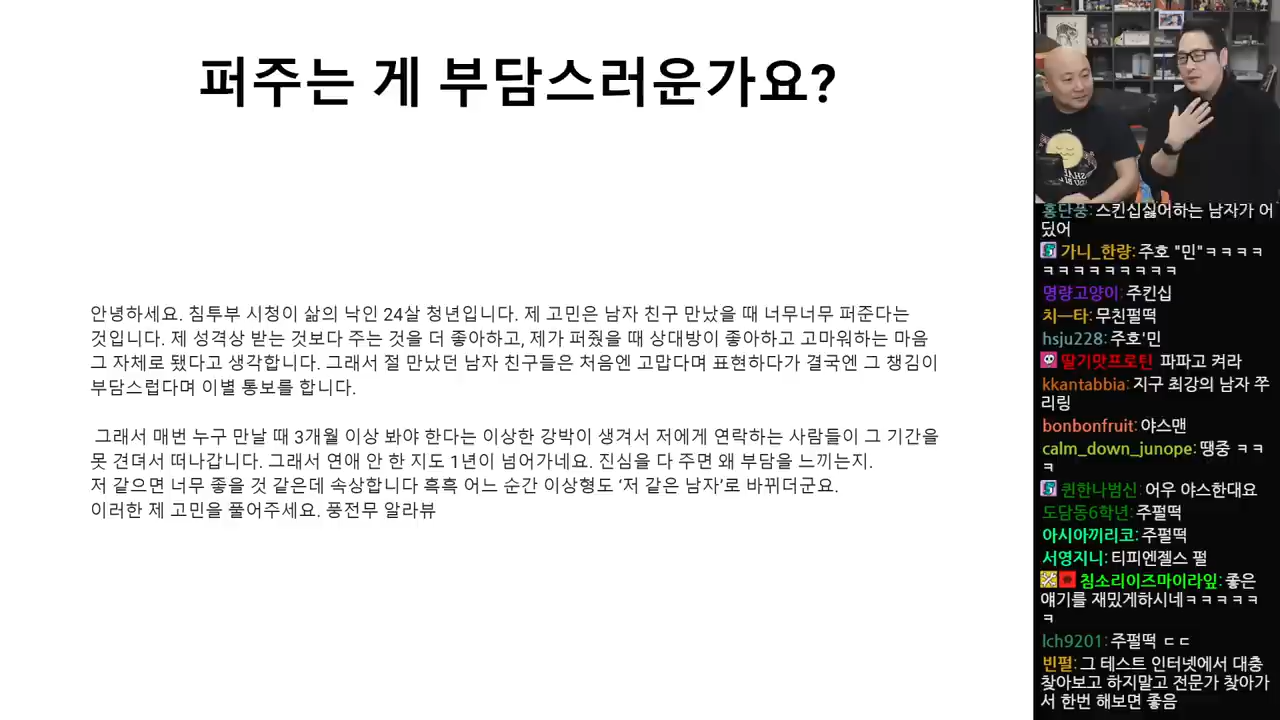 퍼주는 게 부담스러운가요?
안녕하세요. 침투부 시청이 삶의 낙인 24살 청년입니다. 제 고민은 남자 친구 만났을 때 너무너무 퍼준다는
것입니다. 제 성격상 받는 것보다 주는 것을 더 좋아하고, 제가 퍼줬을 때 상대방이 좋아하고 고마워하는 마음
그 자체로 됐다고 생각합니다. 그래서 절 만났던 남자 친구들은 처음엔 고맙다며 표현하다가 결국엔 그 챙김이
부담스럽다며 이별 통보를 합니다.
그래서 매번 누구 만날 때 3개월 이상 봐야 한다는 이상한 강박이 생겨서 저에게 연락하는 사람들이 그 기간을
못 견뎌서 떠나갑니다. 그래서 연애 안 한 지도 1년이 넘어가네요. 진심을 다 주면 왜 부담을 느끼는지.
저 같으면 너무 좋을 것 같은데 속상합니다 흑흑 어느 순간 이상형도 ‘저 같은 남자’로 바뀌더군요.
이러한 제 고민을 풀어주세요. 풍전무 알라뷰
홍단풍: 스킨십싫어하는 남자가 어
딨어
가니_한량: 주호 "민"ㅋㅋㅋㅋ
ㅋㅋㅋㅋㅋㅋㅋㅋㅋ
명량고양이: 주킨십
치—타: 무친펄떡
hsju228: 주호'민
딸기맛프로틴 파파고 켜라
kkantabbia: 지구 최강의 남자 쭈
리링
bonbonfruit: 야스맨
calm_down_junope: 땡중 ㅋㅋ
ㅋ
퀸한나범신: 어우 야스한대요
도담동6학년: 주펄떡
아시아끼리코: 주펄떡
서영지니: 티피엔젤스 펄
침소리이즈마이라잎: 좋은
얘기를 재밌게하시네ㅋㅋㅋㅋㅋ
ㅋ
lch9201: 주펄떡 ㄷㄷ
빈펄: 그 테스트 인터넷에서 대충
찾아보고 하지말고 전문가 찾아가
서 한번 해보면 좋음